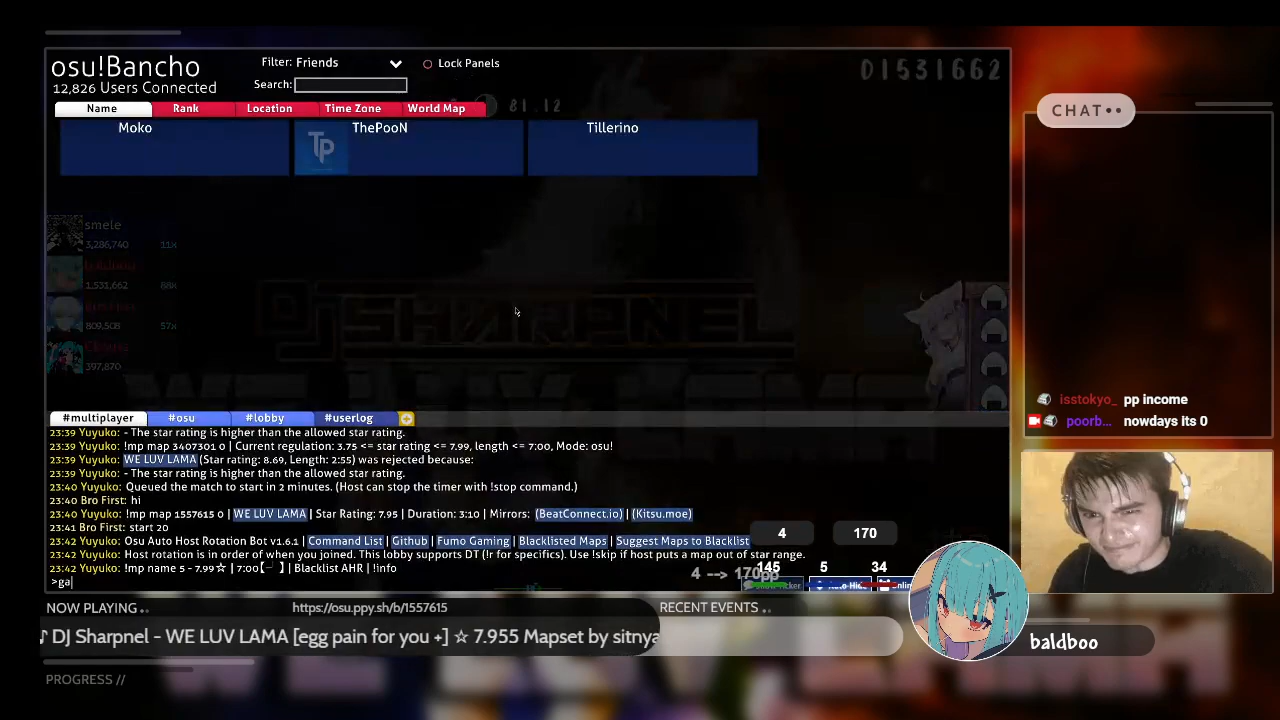 osu!Bancho
12,826 Users Connected
Filter: Friends
Lock Panels
Search:
01531662
81.12
Name
Rank
Location
Time Zone
World Map
Moko
ThePooN
Tp
Tillerino
smele
3,286,740 11x
1,531,662 88x
809,508 57x
397,870
DJ SHARPNEL
#multiplayer
#osu
#lobby
#userlog
23:39 Yuyuko: - The star rating is higher than the allowed star rating.
23:39 Yuyuko: !mp map 3407301 0 | Current regulation: 3.75 <= star rating <= 7.99, length <= 7:00, Mode: osu!
23:39 Yuyuko: WE LUV LAMA (Star rating: 8.69, Length: 2:55) was rejected because:
23:39 Yuyuko: - The star rating is higher than the allowed star rating.
23:40 Yuyuko: Queued the match to start in 2 minutes. (Host can stop the timer with !stop command.)
23:40 Bro First: hi
23:40 Yuyuko: !mp map 1557615 0 | WE LUV LAMA | Star Rating: 7.95 | Duration: 3:10 | Mirrors: (BeatConnect.io) | (Kitsu.moe)
23:41 Bro First: start 20
23:42 Yuyuko: Osu Auto Host Rotation Bot v1.6.1 | Command List | Github | Fumo Gaming | Blacklisted Maps | Suggest Maps to Blacklist
23:42 Yuyuko: Host rotation is in order of when you joined. This lobby supports DT (!r for specifics). Use !skip if host puts a map out of star range.
23:42 Yuyuko: !mp name 5 - 7.99☆ | 7:00【┘】| Blacklist AHR | !info
>ga
4
170
145
5
34
4 --> 170pp
Show Ticker
Auto-Hide
Onlin
CHAT
isstokyo_ pp income
poorb... nowdays its 0
NOW PLAYING ..
https://osu.ppy.sh/b/1557615
RECENT EVENTS ..
DJ Sharpnel - WE LUV LAMA [egg pain for you +] ☆ 7.955 Mapset by sitnya
baldboo
PROGRESS //